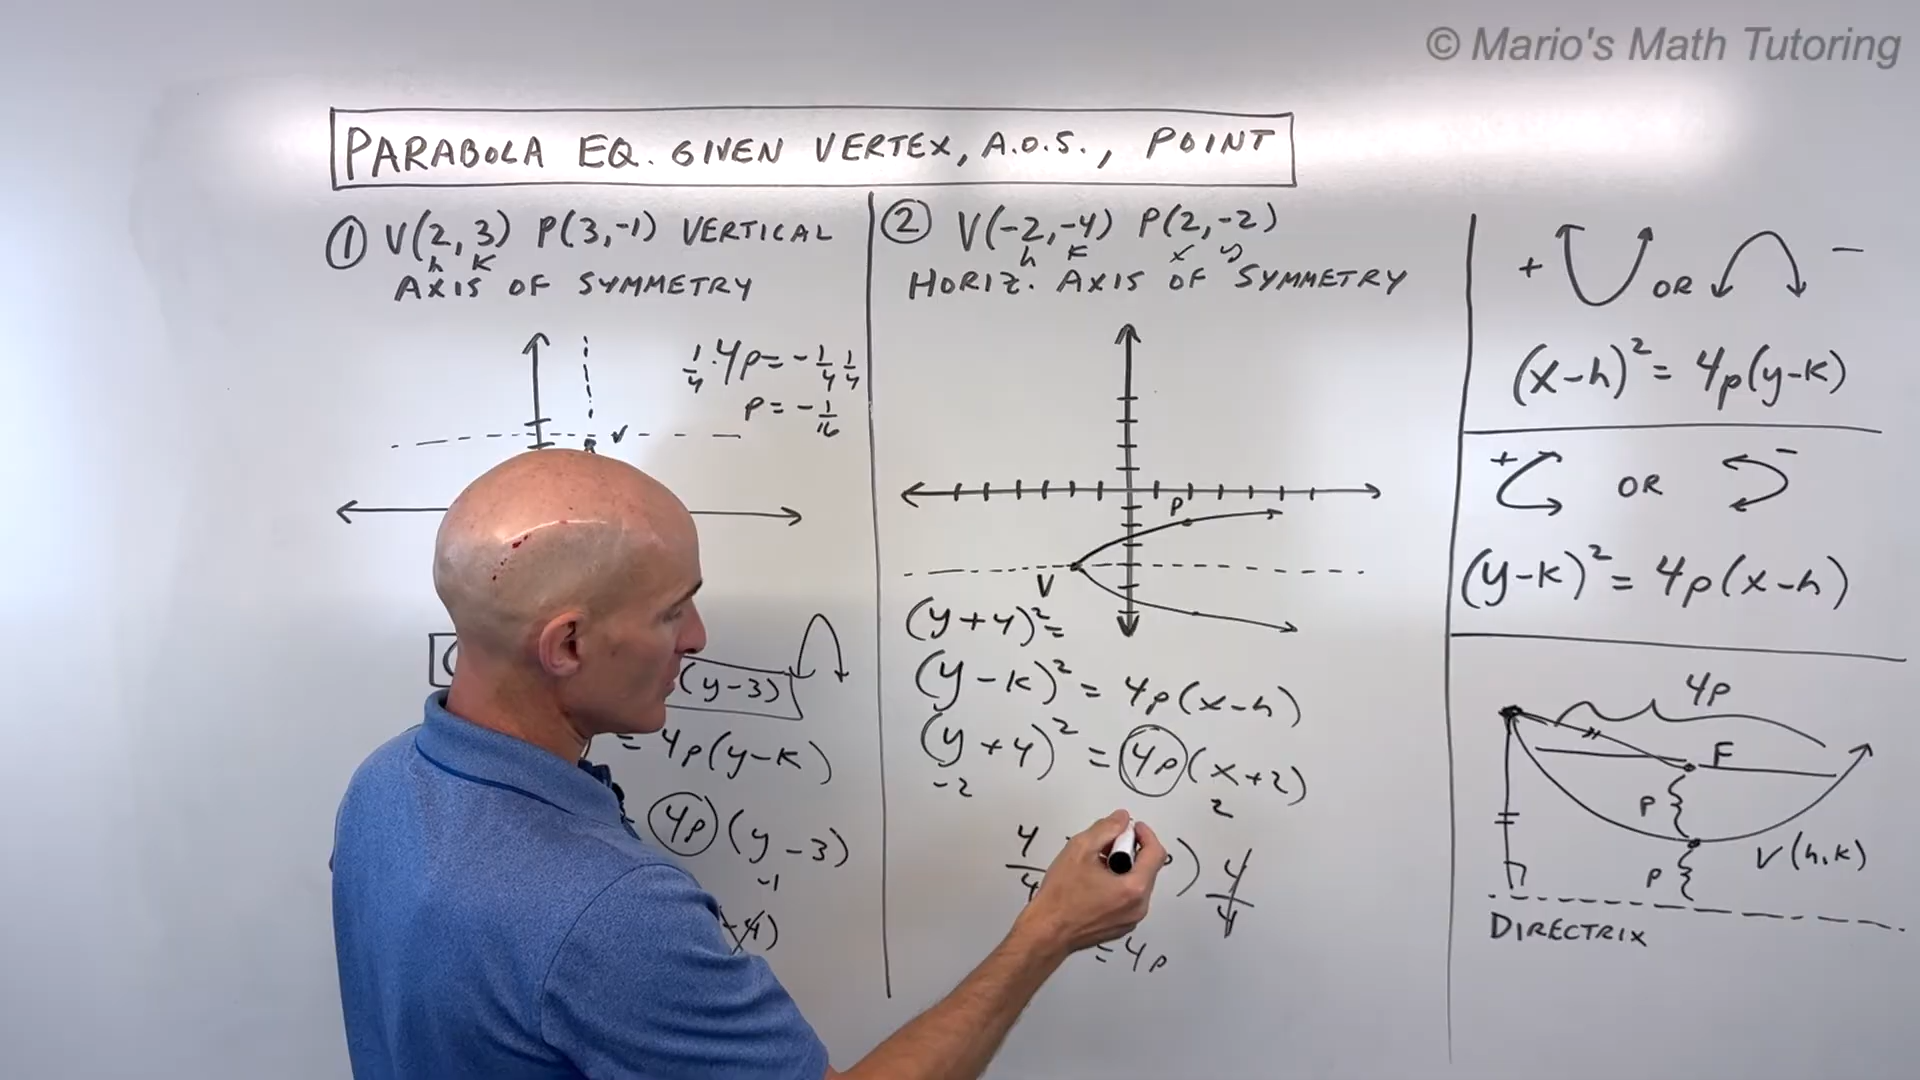 © Mario's Math Tutoring
PARABOLA EQ. GIVEN VERTEX, A.O.S., POINT
① V(2, 3) P(3,-1) VERTICAL
h K
AXIS OF SYMMETRY
1/4 · 4p = -1/4 1/4
P = -1/16
V
(y-3)
= 4p(y-K)
4p (y-3)
-1
-4)
② V(-2,-4) P(2,-2)
h K x y
HORIZ. AXIS OF SYMMETRY
P
V
(y+4)²=
(y-K)² = 4p(x-h)
(y+4)² = 4p(x+2)
-2 2
4/4 ) 4/4
= 4p
+ OR -
(x-h)² = 4p(y-K)
+ OR -
(y-K)² = 4p(x-h)
4p
F
P
V(h,K)
P
DIRECTRIX